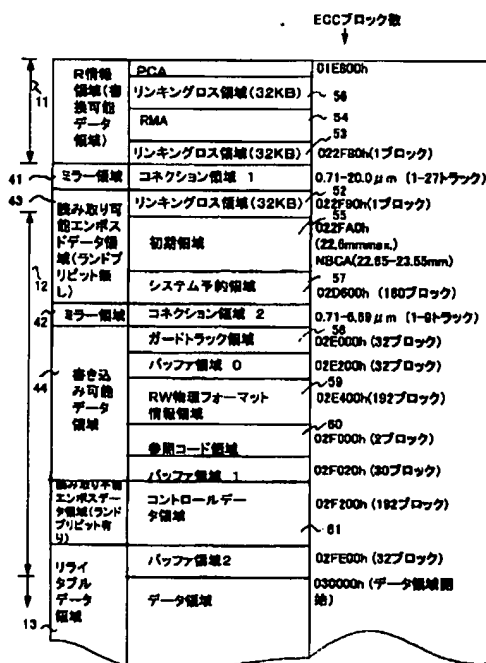 ECCブロック数
R情報
領域(書
換可能
データ
領域)
PCA
01E800h
リンキングロス領域(32KB)
56
RMA
54
53
リンキングロス領域(32KB)
022F80h(1ブロック)
11
41
ミラー領域
コネクション領域 1
0.71-20.0μm (1-27トラック)
43
読み取り可
能エンボス
ドデータ領
域(ランドプ
リピット無
し)
リンキングロス領域(32KB)
52
022F90h(1ブロック)
55
初期領域
022FA0h
(22.6mmmax.)
NBCA(22.65-23.55mm)
57
システム予約領域
02D600h (160ブロック)
12
42
ミラー領域
コネクション領域 2
0.71-6.59μm (1-9トラック)
56
44
書き込
み可能
データ
領域
ガードトラック領域
02E000h (32ブロック)
バッファ領域 0
02E200h (32ブロック)
59
RW物理フォーマット
情報領域
02E400h(192ブロック)
60
参照コード領域
02F000h (2ブロック)
バッファ領域 1
02F020h (30ブロック)
読み取り不能
エンボスデー
タ領域(ランド
プリピット有
り)
コントロールデー
タ領域
02F200h (192ブロック)
61
リライ
タブル
データ
領域
バッファ領域2
02FE00h (32ブロック)
データ領域
030000h (データ領域開
始)
13